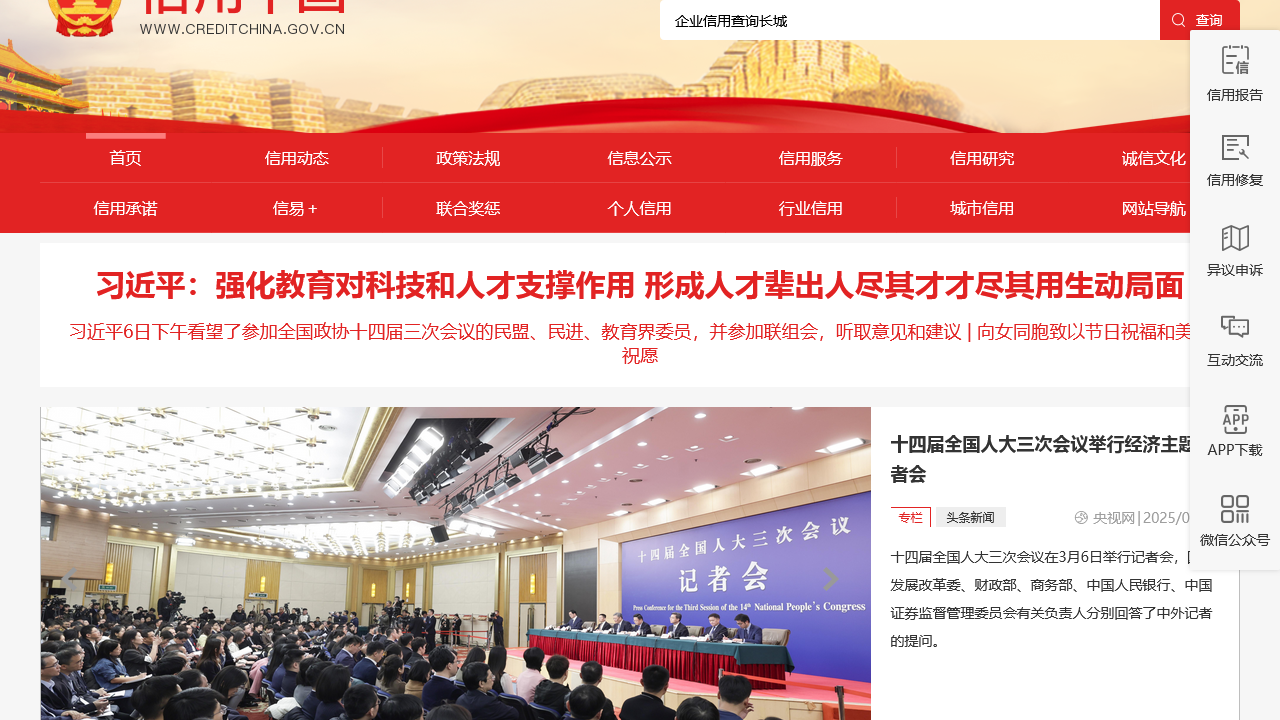 信用中国
WWW.CREDITCHINA.GOV.CN
企业信用查询长城
查询
首页
信用动态
政策法规
信息公示
信用服务
信用研究
诚信文化
信用承诺
信易+
联合奖惩
个人信用
行业信用
城市信用
网站导航
信用报告
信用修复
异议申诉
互动交流
APP
APP下载
微信公众号
习近平：强化教育对科技和人才支撑作用 形成人才辈出人尽其才才尽其用生动局面
习近平6日下午看望了参加全国政协十四届三次会议的民盟、民进、教育界委员，并参加联组会，听取意见和建议 | 向女同胞致以节日祝福和美
祝愿
十四届全国人大三次会议
记者会
Press Conference for the Third Session of the 14th National People's Congress
十四届全国人大三次会议举行经济主题
者会
专栏
头条新闻
央视网|2025/0
十四届全国人大三次会议在3月6日举行记者会，
发展改革委、财政部、商务部、中国人民银行、中国
证券监督管理委员会有关负责人分别回答了中外记者
的提问。